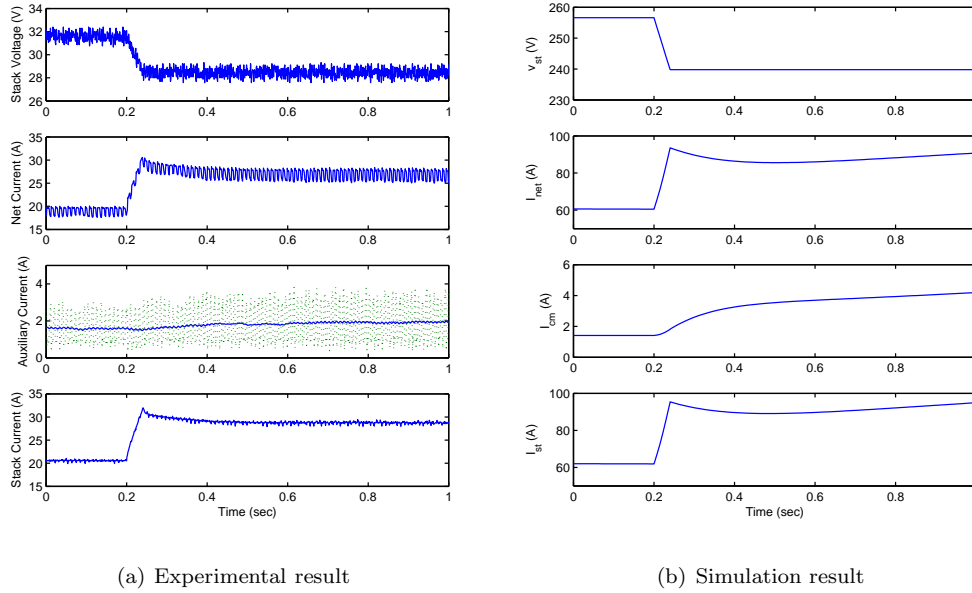 34
32
30
28
26
Stack Voltage (V)
0 0.2 0.4 0.6 0.8 1
35
30
25
20
15
Net Current (A)
0 0.2 0.4 0.6 0.8 1
4
2
0
Auxiliary Current (A)
0 0.2 0.4 0.6 0.8 1
35
30
25
20
15
Stack Current (A)
0 0.2 0.4 0.6 0.8 1
Time (sec)
(a) Experimental result
260
250
240
230
v_st (V)
0 0.2 0.4 0.6 0.8
100
80
60
I_net (A)
0 0.2 0.4 0.6 0.8
6
4
2
0
I_cm (A)
0 0.2 0.4 0.6 0.8
100
80
60
I_st (A)
0 0.2 0.4 0.6 0.8
Time (sec)
(b) Simulation result